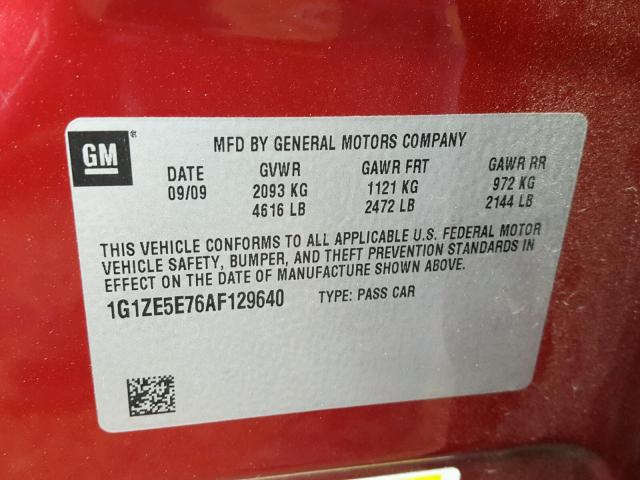 GM
MFD BY GENERAL MOTORS COMPANY
DATE GVWR GAWR FRT GAWR RR
09/09 2093 KG 1121 KG 972 KG
4616 LB 2472 LB 2144 LB
THIS VEHICLE CONFORMS TO ALL APPLICABLE U.S. FEDERAL MOTOR
VEHICLE SAFETY, BUMPER, AND THEFT PREVENTION STANDARDS IN
EFFECT ON THE DATE OF MANUFACTURE SHOWN ABOVE.
1G1ZE5E76AF129640 TYPE: PASS CAR